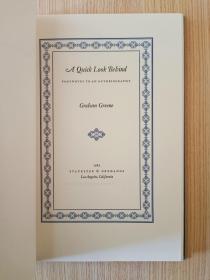 A Quick Look Behind
FOOTNOTES TO AN AUTOBIOGRAPHY
Graham Greene
1983
SYLVESTER & ORPHANOS
Los Angeles, California